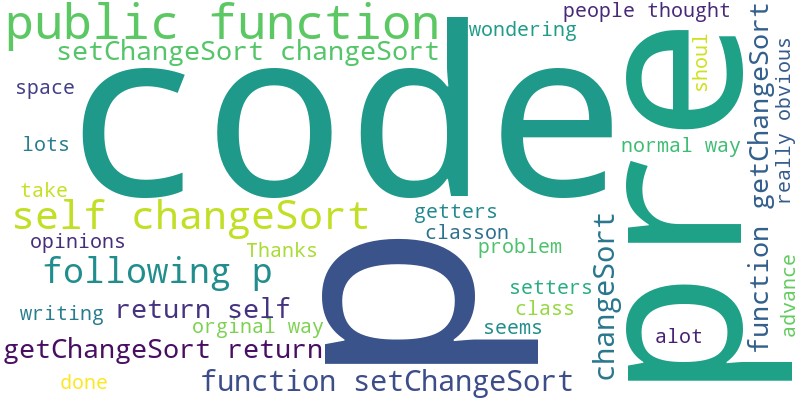 public function
people thought
wondering
setChangeSort changeSort
code
pre
shoul
getChangeSort
really obvious
space
lots
normal way
take
self changeSort
getters
classon
opinions
Thanks
problem
following p
p
changeSort
function
advance
setters
class
writing
return self
orginal way
seems
alot
getChangeSort return
done
function setChangeSort